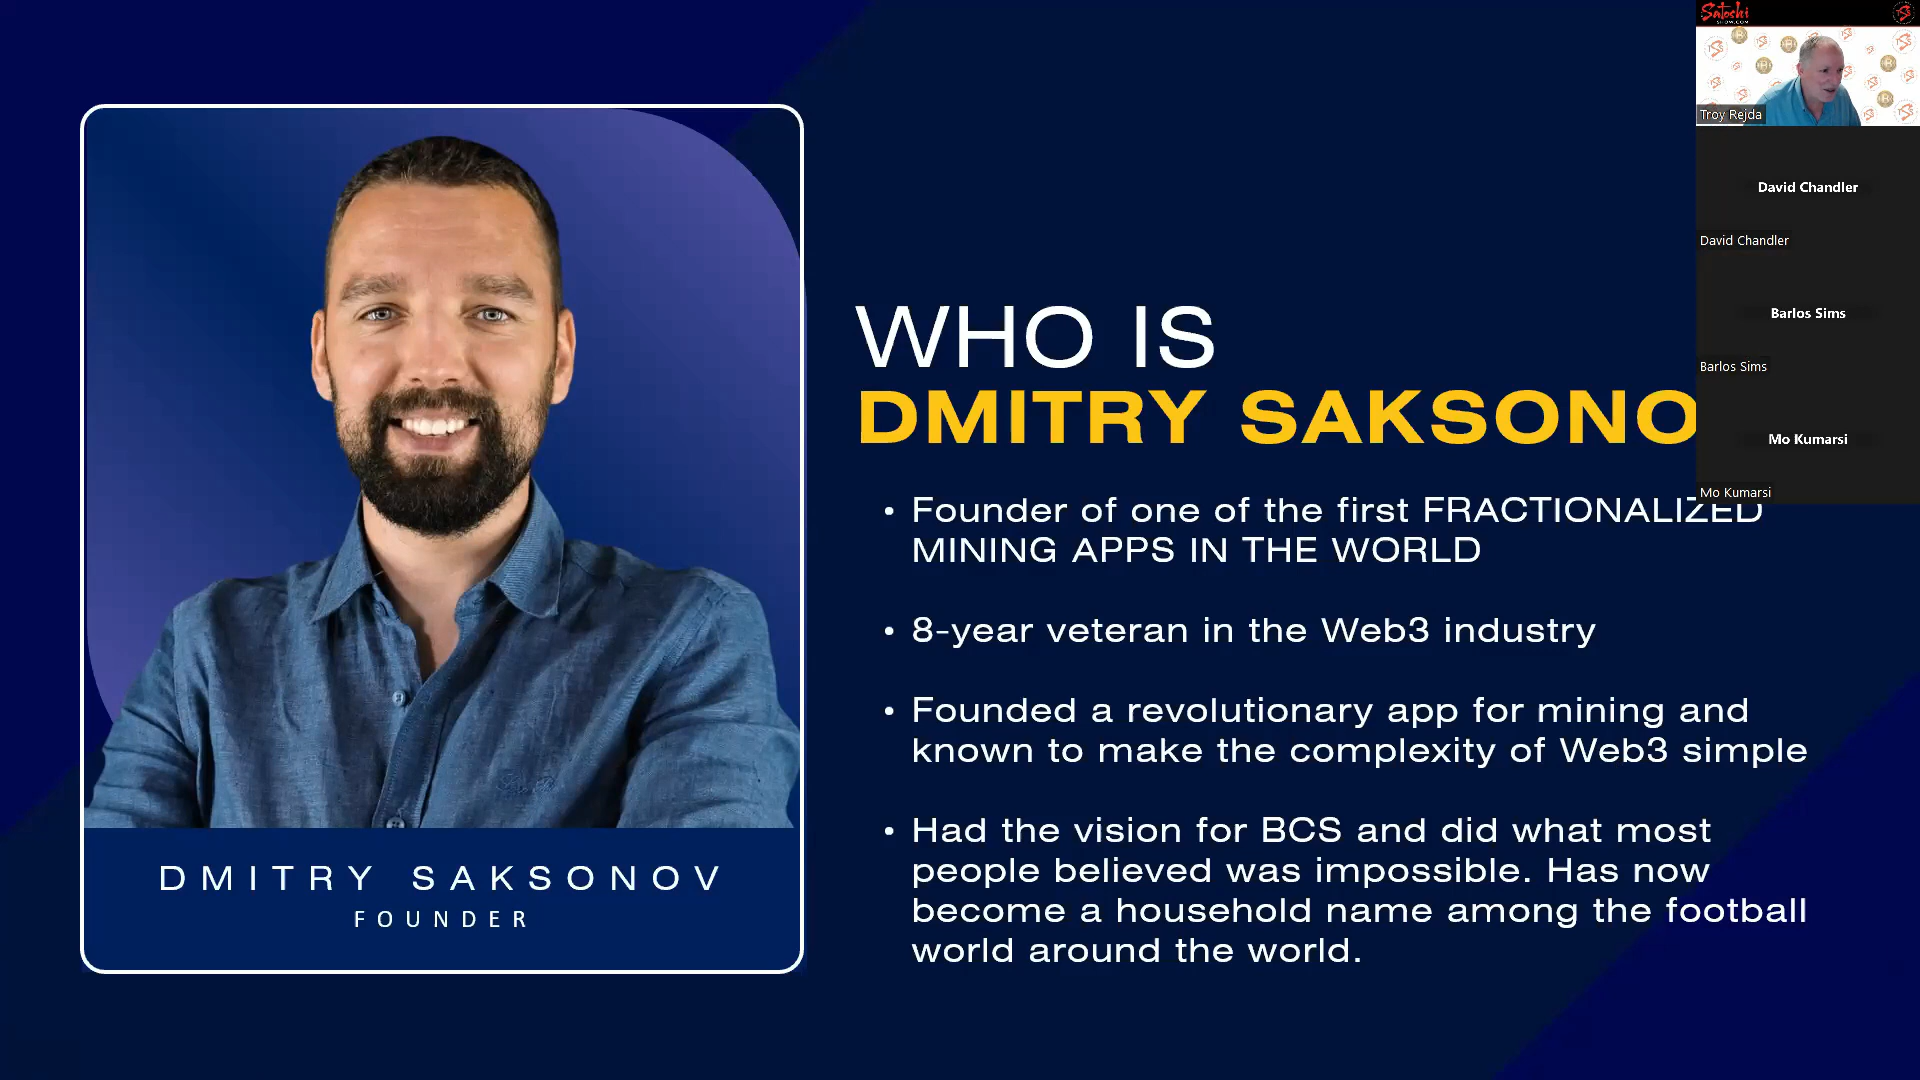 WHO IS
DMITRY SAKSONO
• Founder of one of the first FRACTIONALIZED
MINING APPS IN THE WORLD
• 8-year veteran in the Web3 industry
• Founded a revolutionary app for mining and
known to make the complexity of Web3 simple
• Had the vision for BCS and did what most
people believed was impossible. Has now
become a household name among the football
world around the world.
DMITRY SAKSONOV
FOUNDER
Satoshi
SHOW.COM
Troy Rejda
David Chandler
David Chandler
Barlos Sims
Barlos Sims
Mo Kumarsi
Mo Kumarsi